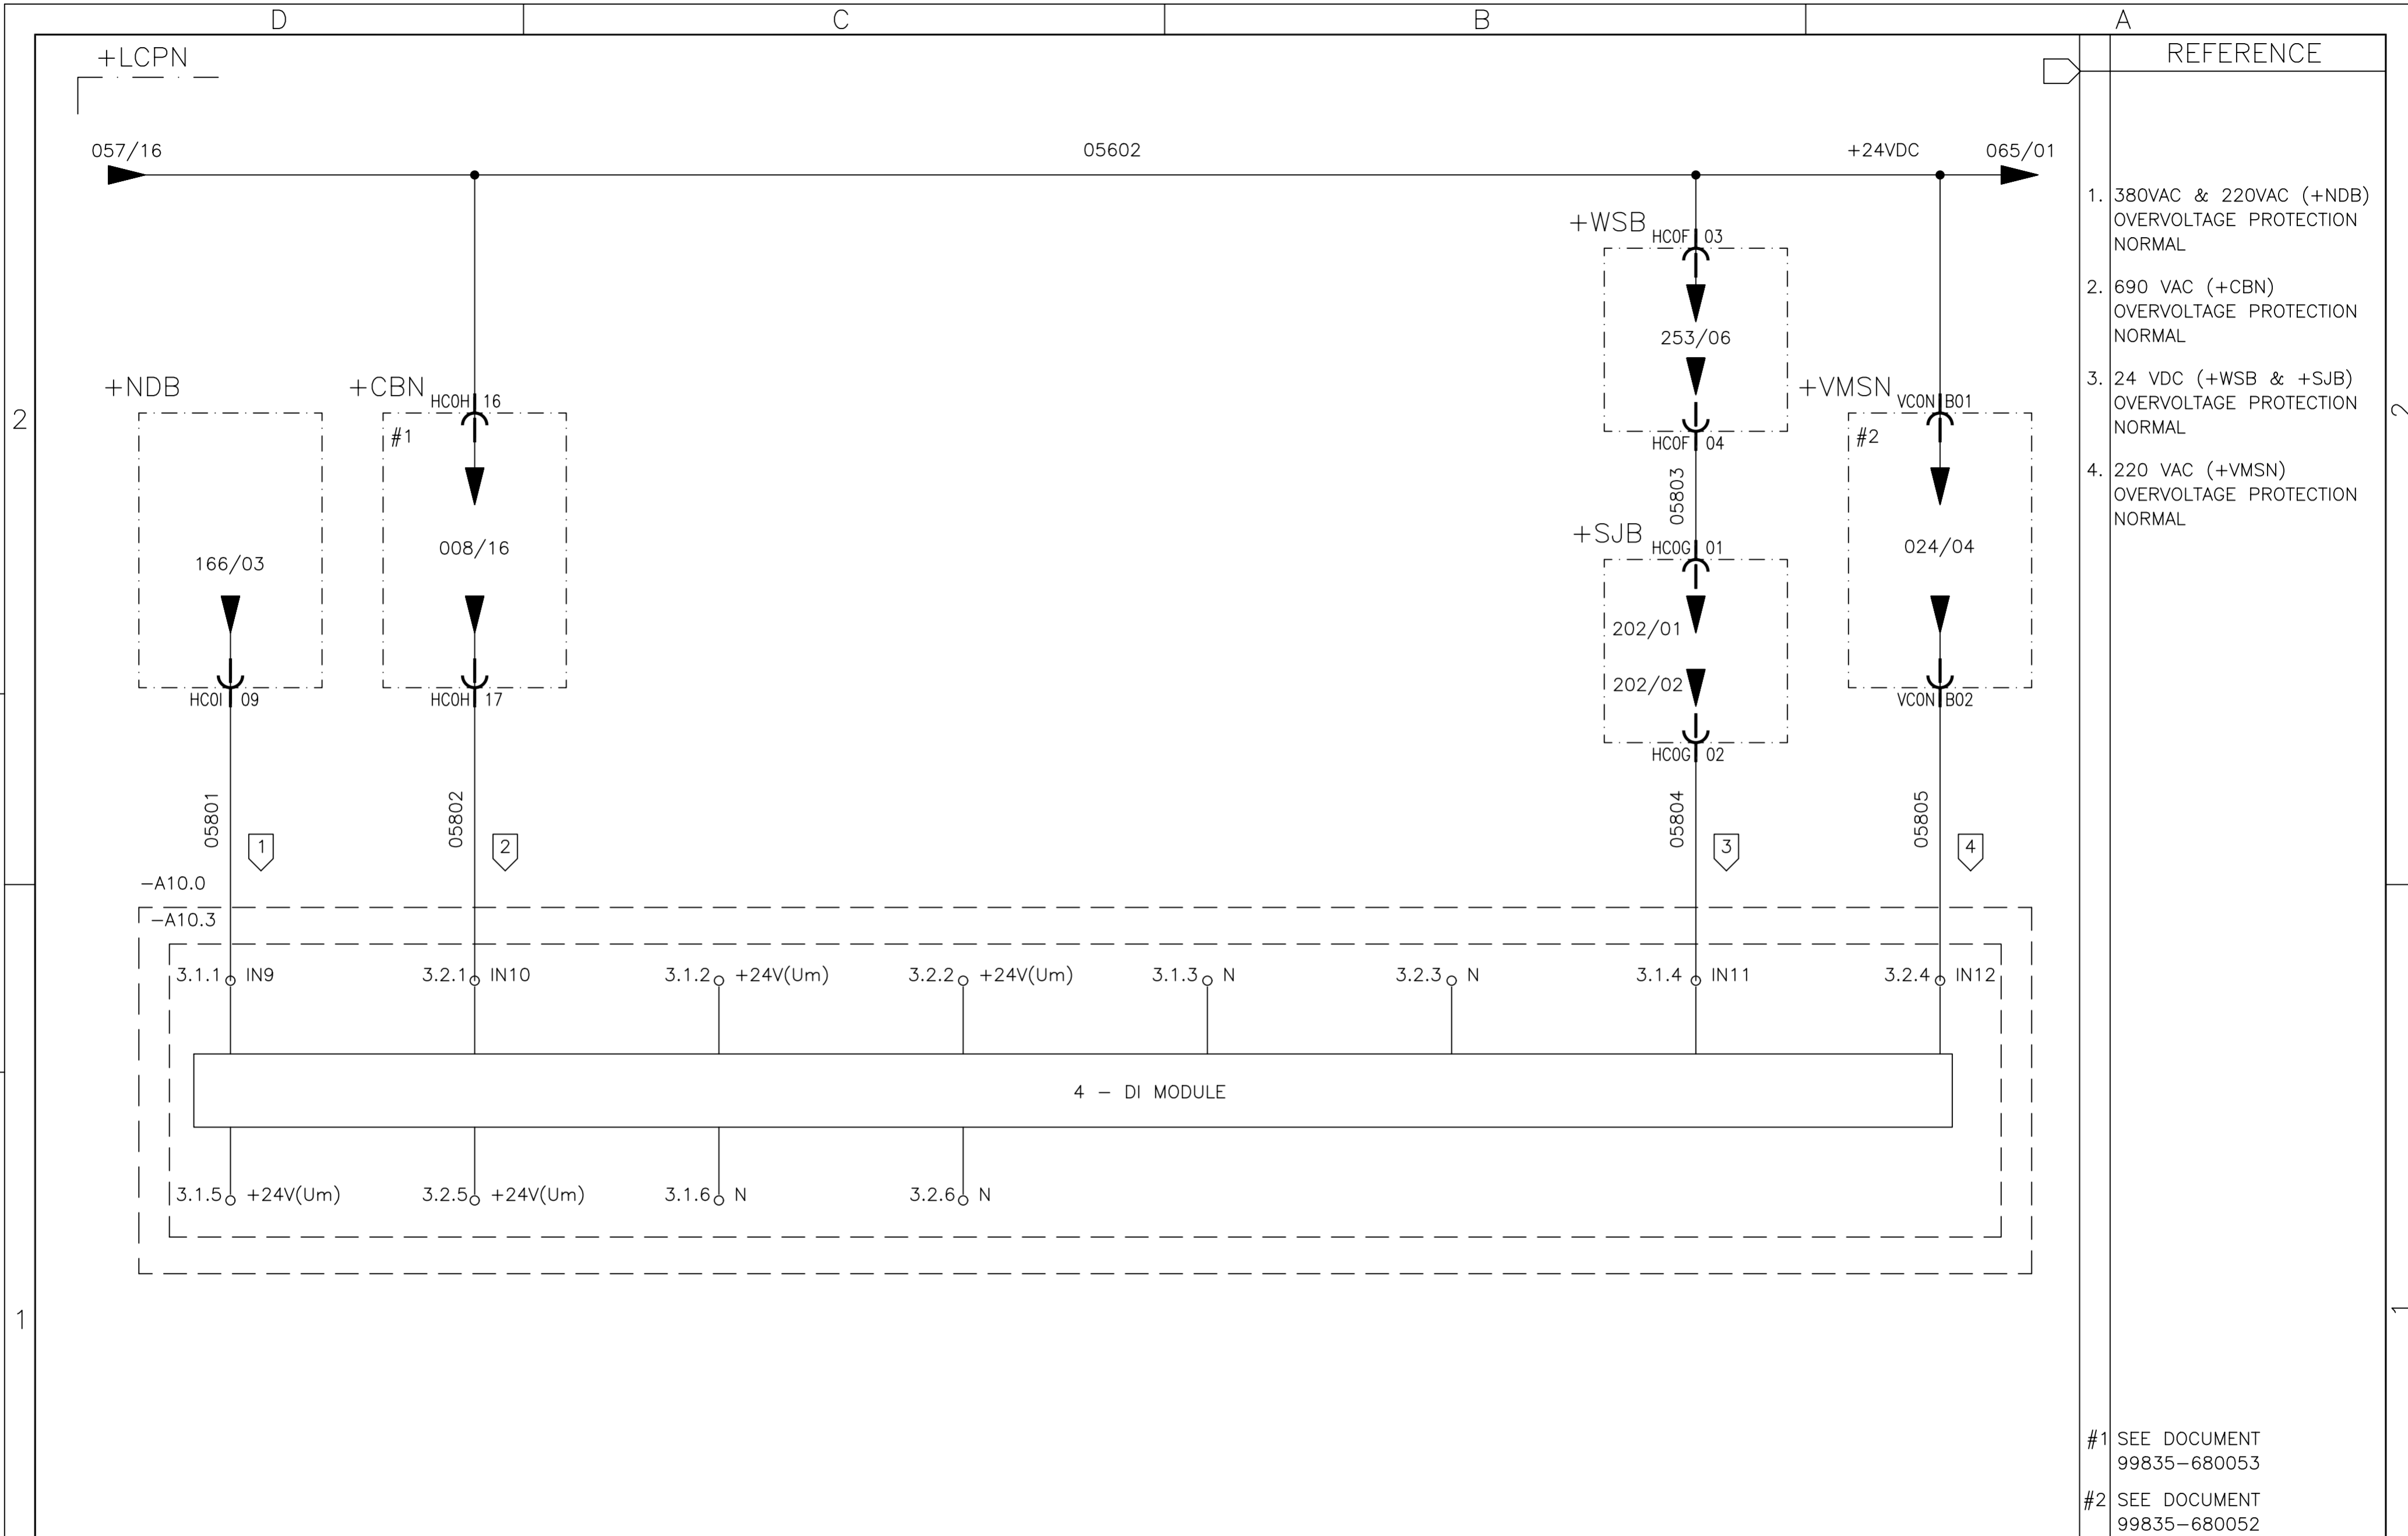 D C B A
+LCPN
REFERENCE
057/16 05602 +24VDC 065/01
1. 380VAC & 220VAC (+NDB)
OVERVOLTAGE PROTECTION
NORMAL
2. 690 VAC (+CBN)
OVERVOLTAGE PROTECTION
NORMAL
3. 24 VDC (+WSB & +SJB)
OVERVOLTAGE PROTECTION
NORMAL
4. 220 VAC (+VMSN)
OVERVOLTAGE PROTECTION
NORMAL
+WSB HC0F 03
253/06
HC0F 04
05803
+NDB
+CBN HC0H 16
#1
+VMSN VC0N B01
#2
2 2
+SJB HC0G 01
166/03
008/16
024/04
202/01
202/02
HC0I 09
HC0H 17
VC0N B02
HC0G 02
05801
05802
05804
05805
1 2 3 4
-A10.0
-A10.3
3.1.1 IN9 3.2.1 IN10 3.1.2 +24V(Um) 3.2.2 +24V(Um) 3.1.3 N 3.2.3 N 3.1.4 IN11 3.2.4 IN12
4 - DI MODULE
3.1.5 +24V(Um) 3.2.5 +24V(Um) 3.1.6 N 3.2.6 N
1 1
#1 SEE DOCUMENT
99835-680053
#2 SEE DOCUMENT
99835-680052